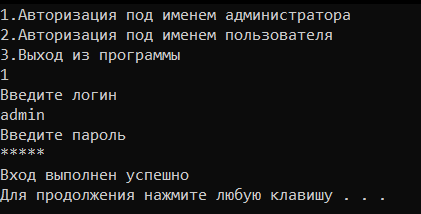 1.Авторизация под именем администратора
2.Авторизация под именем пользователя
3.Выход из программы
1
Введите логин
admin
Введите пароль
*****
Вход выполнен успешно
Для продолжения нажмите любую клавишу . . .